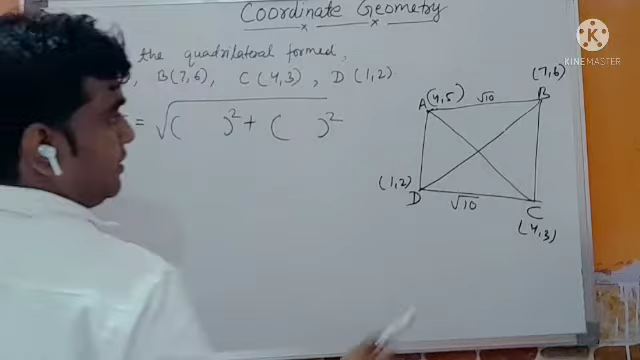 Coordinate Geometry
the quadrilateral formed,
B(7,6), C(4,3), D(1,2)
= √( )² + ( )²
A(4,5) √10 B (7,6)
(1,2) D √10 C (4,3)
KINEMASTER